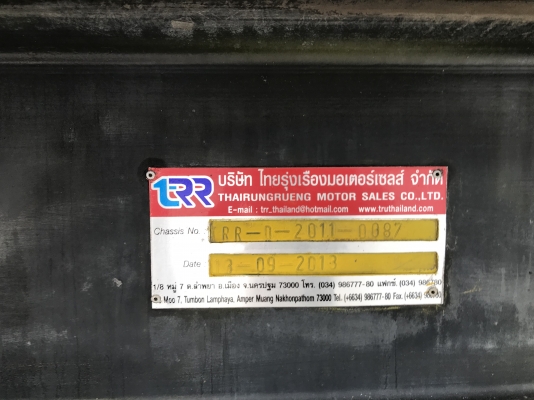 tRR บริษัท ไทยรุ่งเรืองมอเตอร์เซลส์ จำกัด
THAIRUNGRUENG MOTOR SALES CO.,LTD.
E-mail : trr_thailand@hotmail.com www.truthailand.com
Chassis No. TRR-0-2011-0087
Date 3-09-2013
1/8 หมู่ 7 ต.ลำพยา อ.เมือง จ.นครปฐม 73000 โทร. (034) 986777-80 แฟกซ์. (034) 986780
Moo 7, Tumbon Lamphaya, Amper Muang Nakhonpathom 73000 Tel. (+6634) 986777-80 Fax. (+6634)